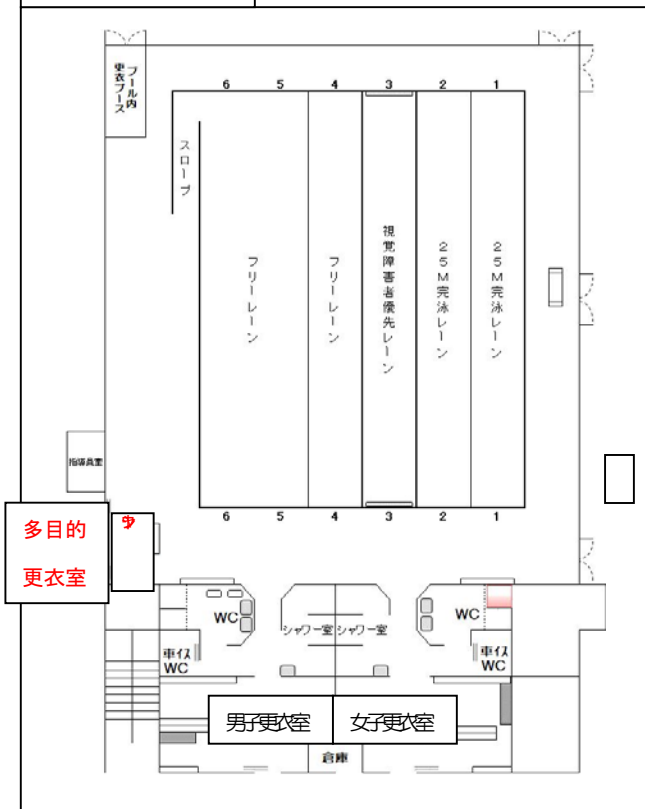 プール内
更衣ブース
6 5 4 3 2 1
スロープ
フリーレーン
フリーレーン
視覚障害者優先レーン
25M完泳レーン
25M完泳レーン
指導員室
6 5 4 3 2 1
多目的
更衣室
WC
シャワー室
シャワー室
WC
車イス
WC
車イス
WC
男子更衣室
女子更衣室
倉庫